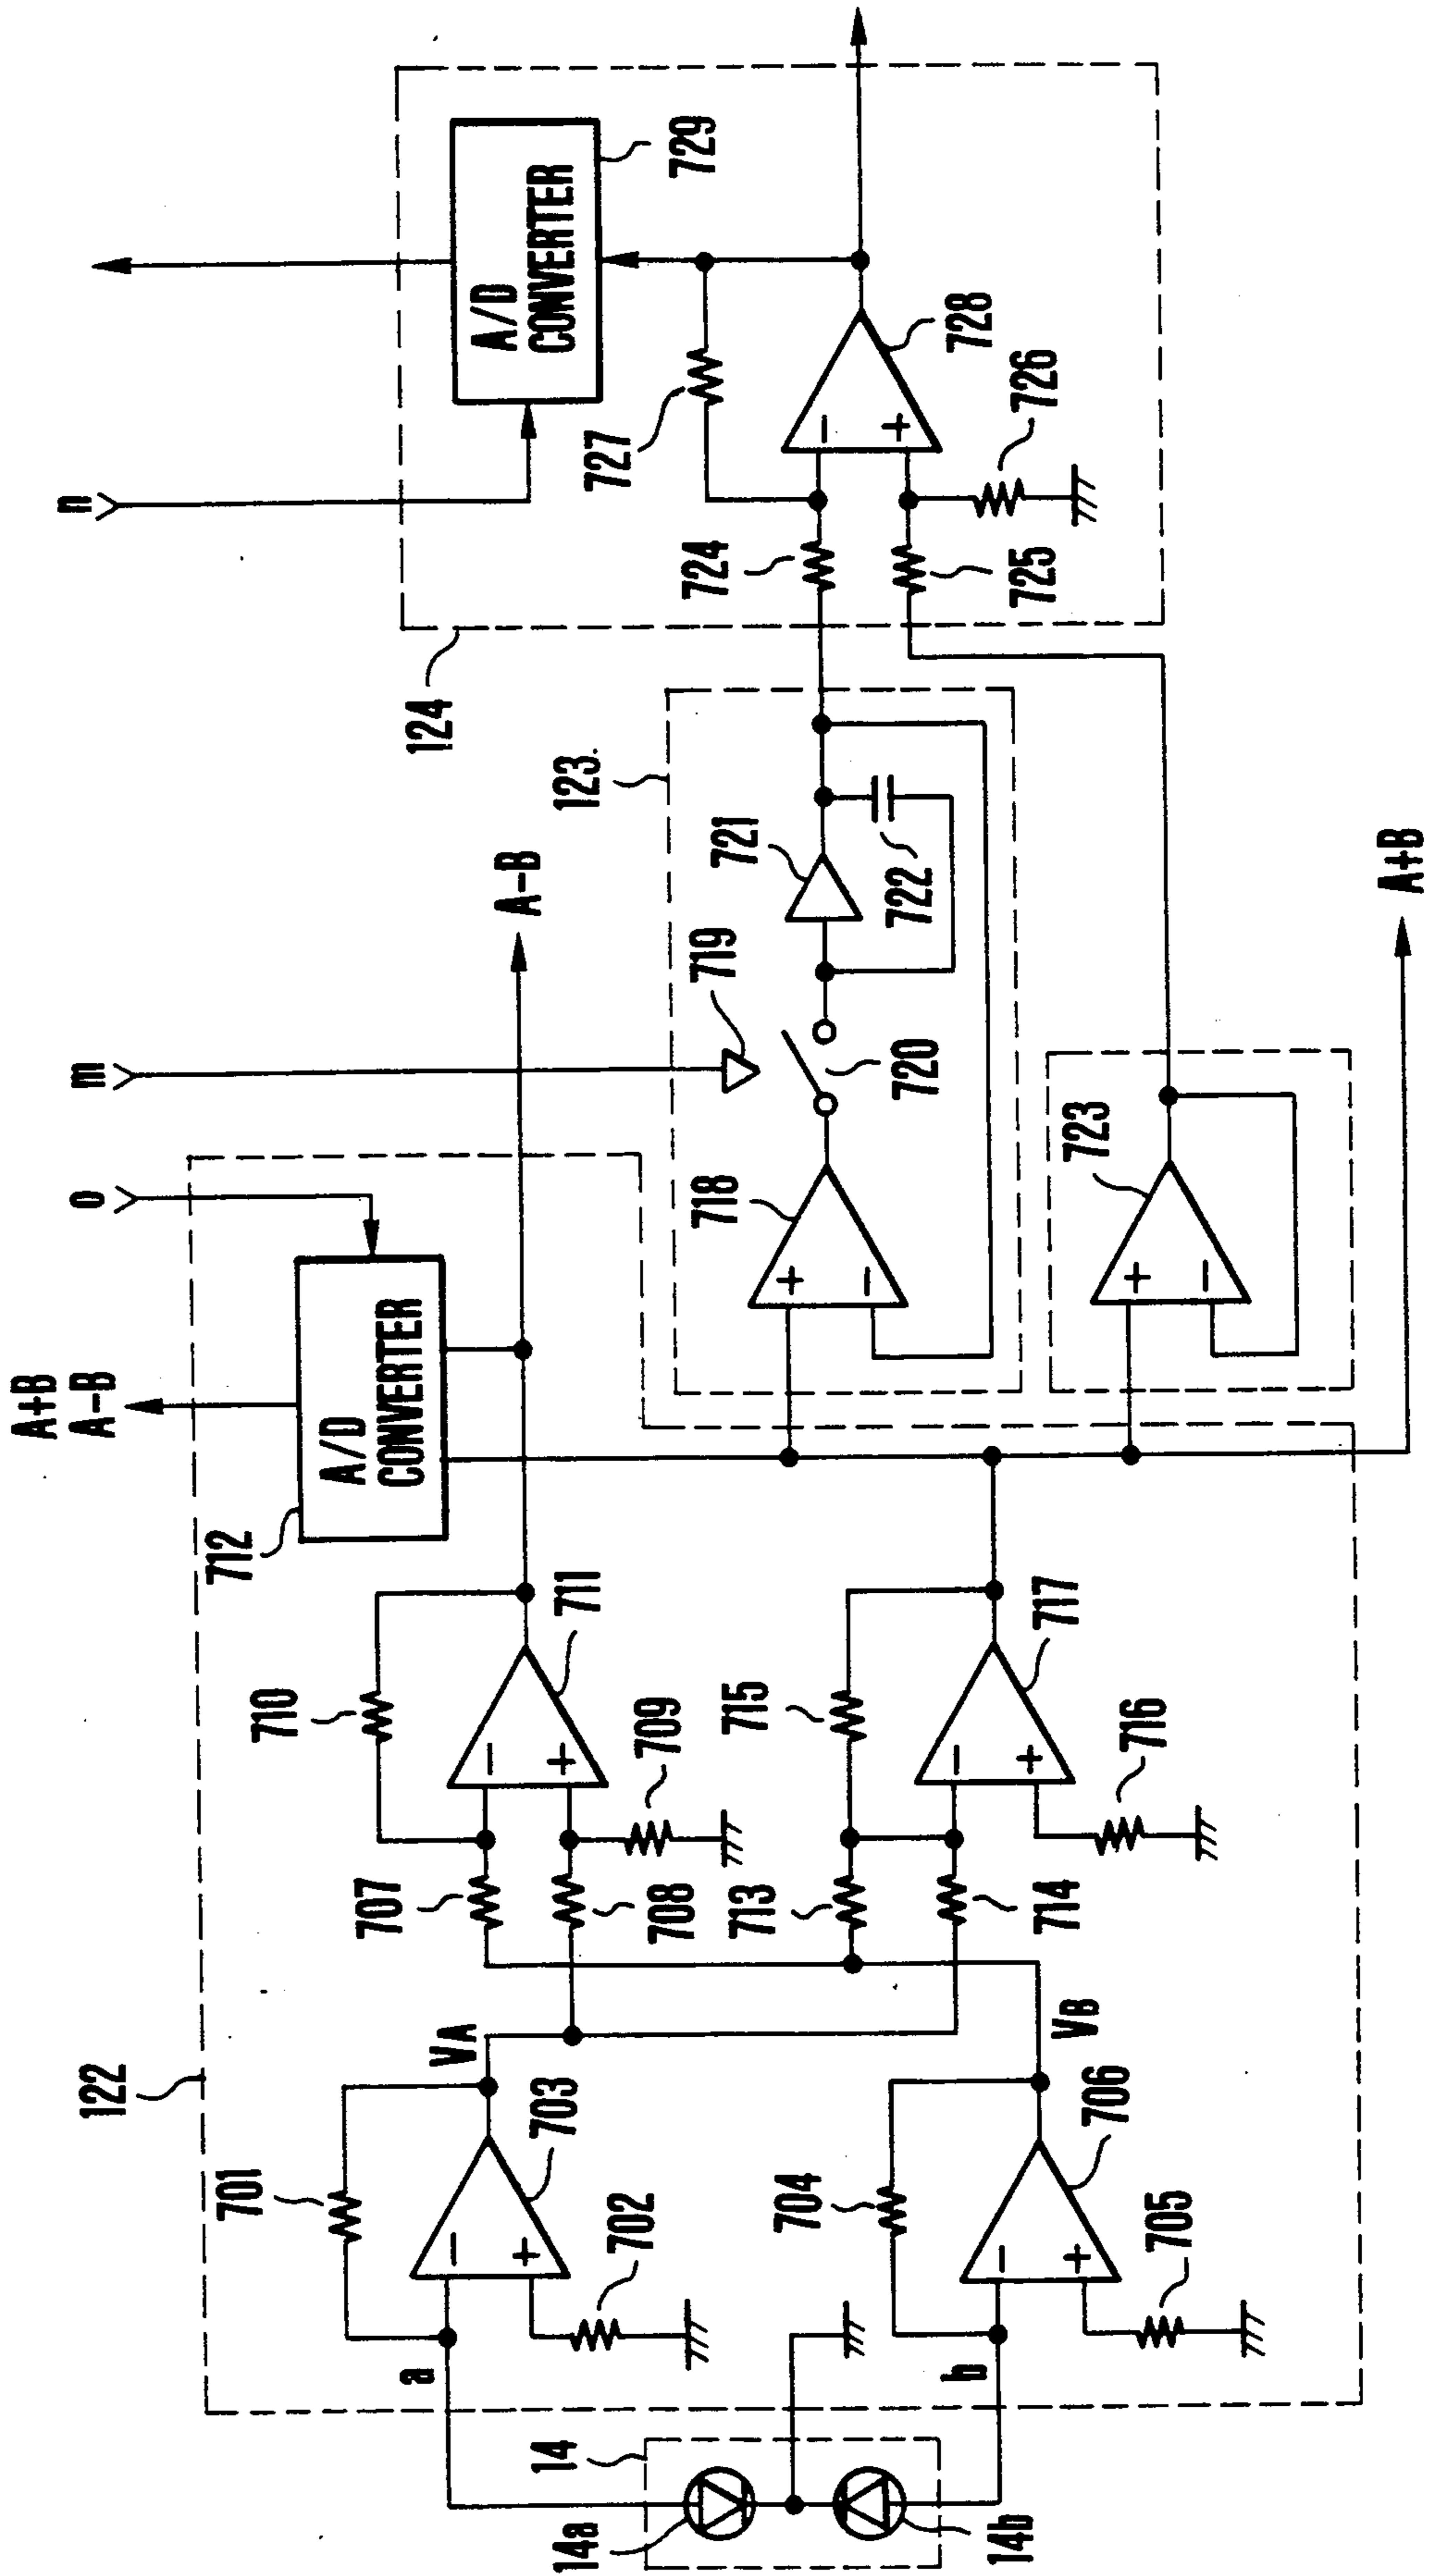 n
m
o
A+B
A-B
A/D
CONVERTER
729
727
728
726
724
725
124
123
A-B
719
721
722
720
718
723
A+B
A/D
CONVERTER
712
122
710
711
709
707
708
715
717
716
713
714
VA
VB
701
703
702
a
704
706
705
b
14
14a
14b